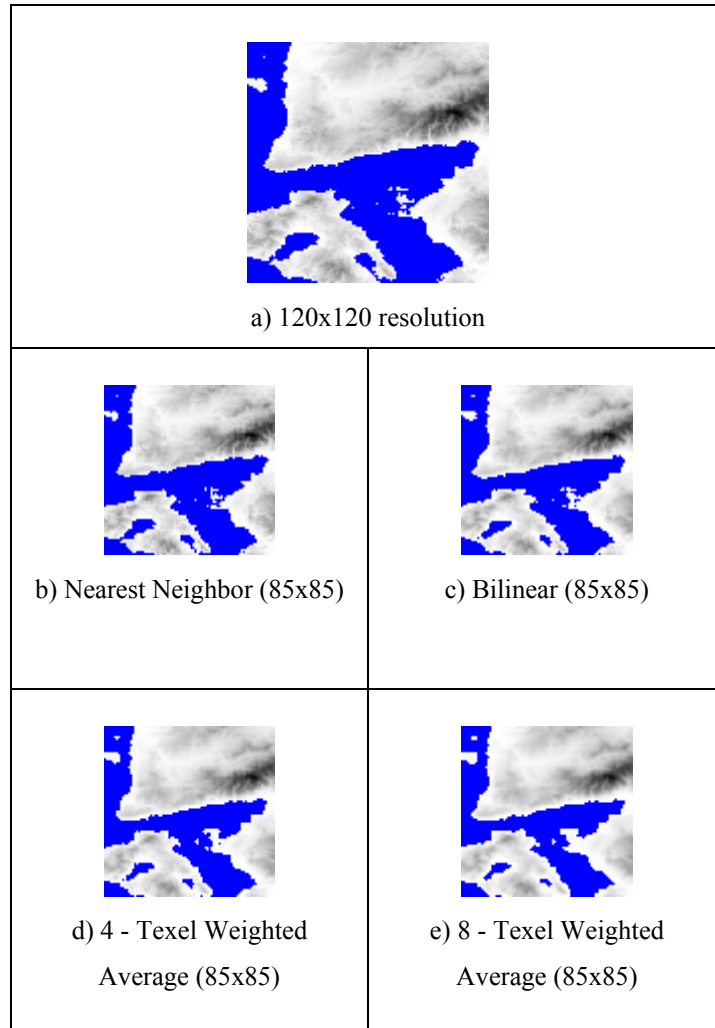 a) 120x120 resolution
b) Nearest Neighbor (85x85)
c) Bilinear (85x85)
d) 4 - Texel Weighted
Average (85x85)
e) 8 - Texel Weighted
Average (85x85)